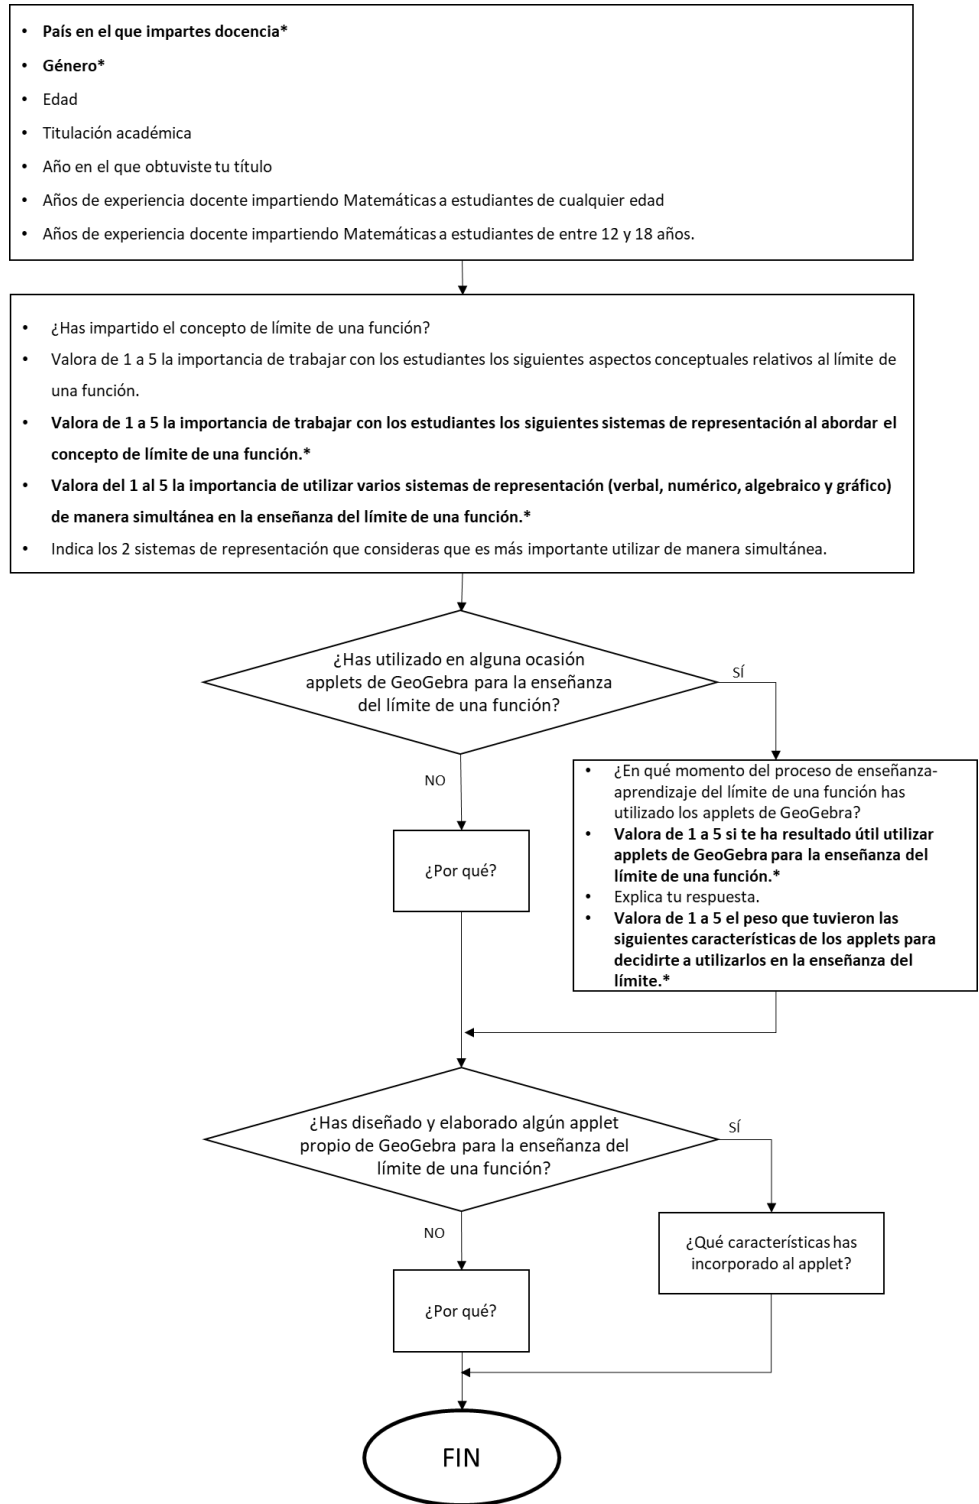 • País en el que impartes docencia*
• Género*
• Edad
• Titulación académica
• Año en el que obtuviste tu título
• Años de experiencia docente impartiendo Matemáticas a estudiantes de cualquier edad
• Años de experiencia docente impartiendo Matemáticas a estudiantes de entre 12 y 18 años.
• ¿Has impartido el concepto de límite de una función?
• Valora de 1 a 5 la importancia de trabajar con los estudiantes los siguientes aspectos conceptuales relativos al límite de
una función.
• Valora de 1 a 5 la importancia de trabajar con los estudiantes los siguientes sistemas de representación al abordar el
concepto de límite de una función.*
• Valora del 1 al 5 la importancia de utilizar varios sistemas de representación (verbal, numérico, algebraico y gráfico)
de manera simultánea en la enseñanza del límite de una función.*
• Indica los 2 sistemas de representación que consideras que es más importante utilizar de manera simultánea.
¿Has utilizado en alguna ocasión
applets de GeoGebra para la enseñanza
del límite de una función?
SÍ
NO
• ¿En qué momento del proceso de enseñanza-
aprendizaje del límite de una función has
utilizado los applets de GeoGebra?
• Valora de 1 a 5 si te ha resultado útil utilizar
applets de GeoGebra para la enseñanza del
límite de una función.*
• Explica tu respuesta.
• Valora de 1 a 5 el peso que tuvieron las
siguientes características de los applets para
decidirte a utilizarlos en la enseñanza del
límite.*
¿Por qué?
¿Has diseñado y elaborado algún applet
propio de GeoGebra para la enseñanza del
límite de una función?
SÍ
NO
¿Qué características has
incorporado al applet?
¿Por qué?
FIN